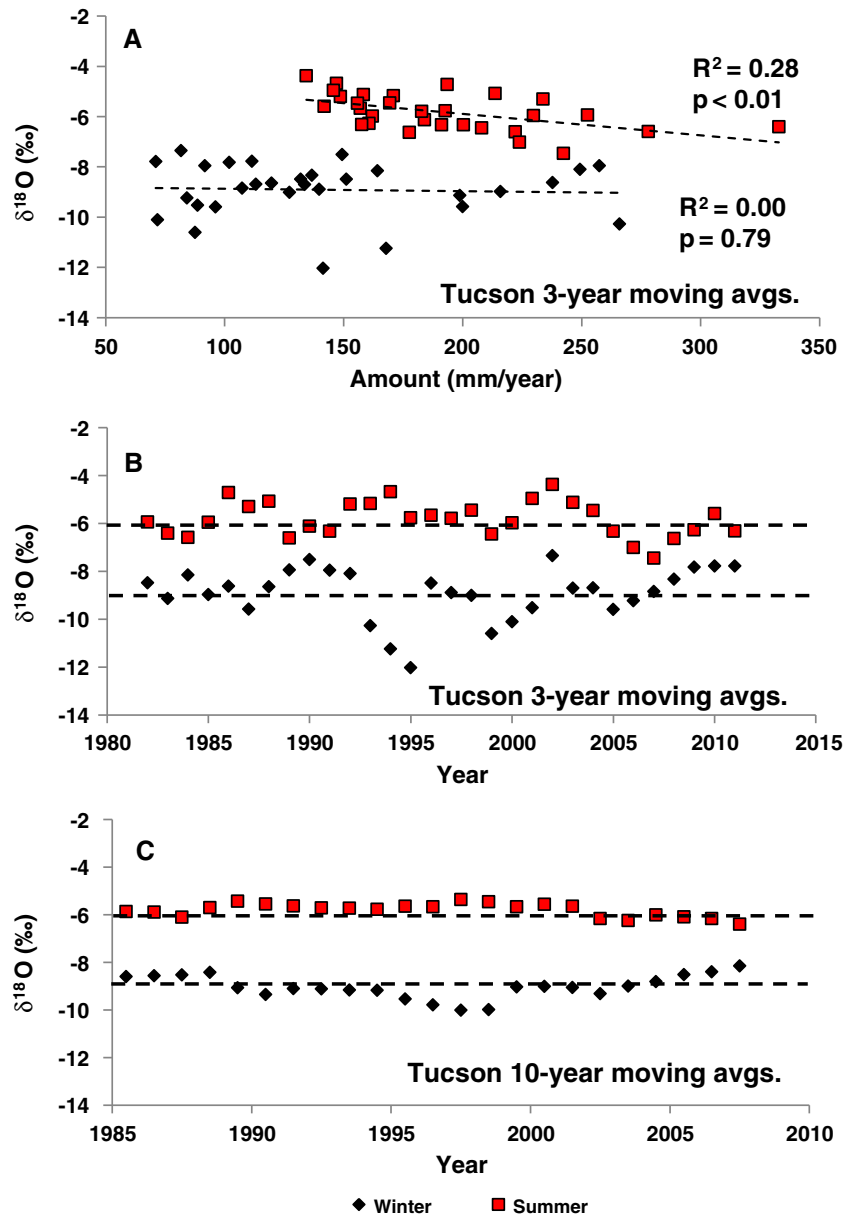 A
-2
-4
-6
-8
-10
-12
-14
δ18O (‰)
R2 = 0.28
p < 0.01
R2 = 0.00
p = 0.79
Tucson 3-year moving avgs.
50 100 150 200 250 300 350
Amount (mm/year)
B
-2
-4
-6
-8
-10
-12
-14
δ18O (‰)
Tucson 3-year moving avgs.
1980 1985 1990 1995 2000 2005 2010 2015
Year
C
-2
-4
-6
-8
-10
-12
-14
δ18O (‰)
Tucson 10-year moving avgs.
1985 1990 1995 2000 2005 2010
Year
Winter Summer